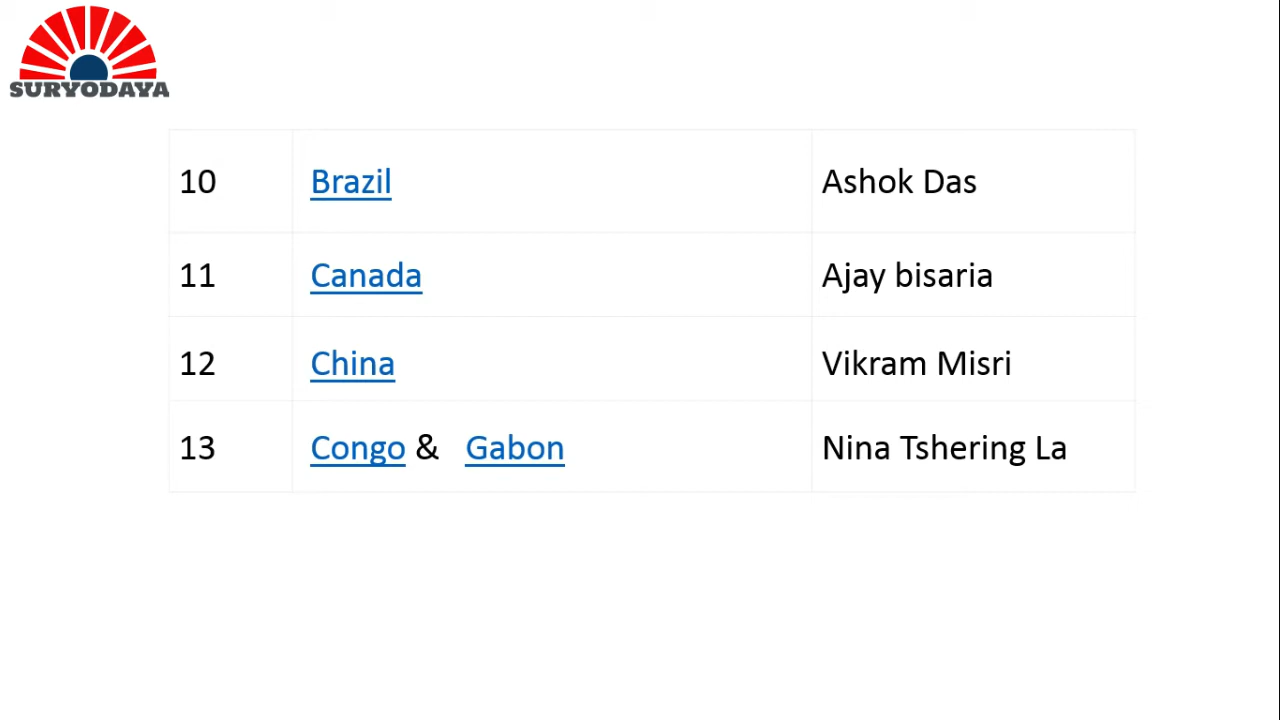 SURYODAYA
10 Brazil Ashok Das
11 Canada Ajay bisaria
12 China Vikram Misri
13 Congo & Gabon Nina Tshering La